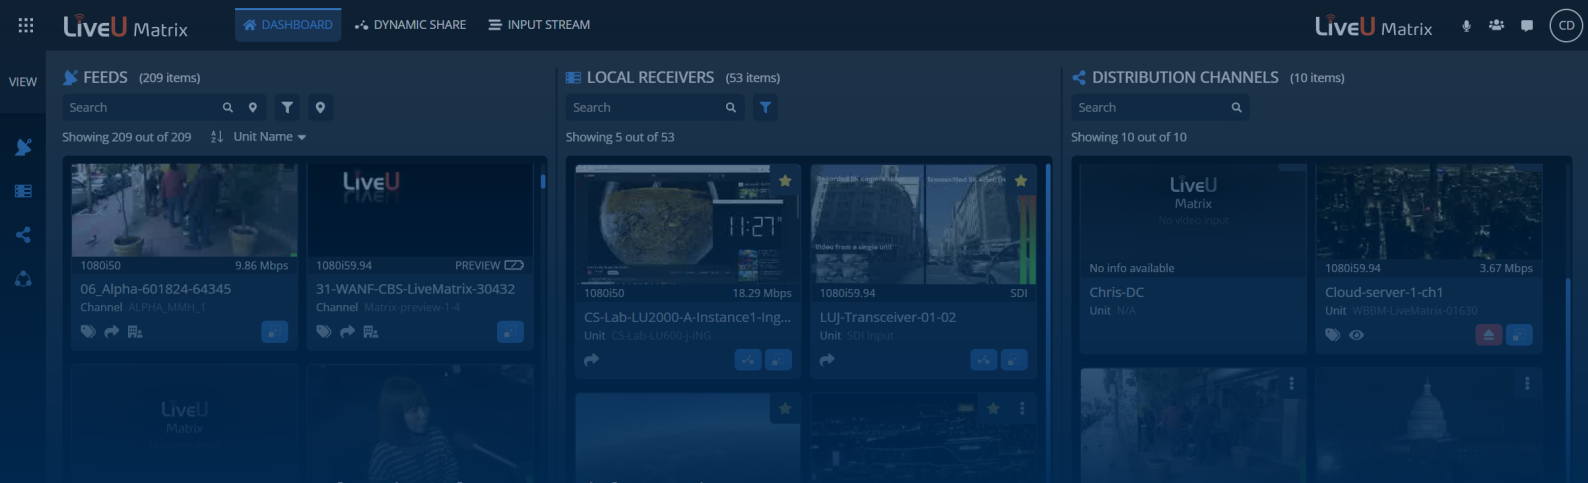 LiveU Matrix
DASHBOARD
DYNAMIC SHARE
INPUT STREAM
LiveU Matrix
CD
VIEW
FEEDS (209 items)
Search
Showing 209 out of 209
Unit Name
1080i50 9.86 Mbps
06_Alpha-601824-64345
Channel ALPHA_MMH_1
LiveU
1080i59.94 PREVIEW
31-WANF-CBS-LiveMatrix-30432
Channel Matrix-preview-1-4
LiveU
Matrix
LOCAL RECEIVERS (53 items)
Search
Showing 5 out of 53
11:27
1080i50 18.29 Mbps
CS-Lab-LU2000-A-Instance1-Ing...
Unit CS-Lab-LU600-j-ING
Video from a single unit
1080i59.94 SDI
LUJ-Transceiver-01-02
Unit SDI Input
DISTRIBUTION CHANNELS (10 items)
Search
Showing 10 out of 10
LiveU
Matrix
No video input
No info available
Chris-DC
Unit N/A
1080i59.94 3.67 Mbps
Cloud-server-1-ch1
Unit WBBM-LiveMatrix-01630